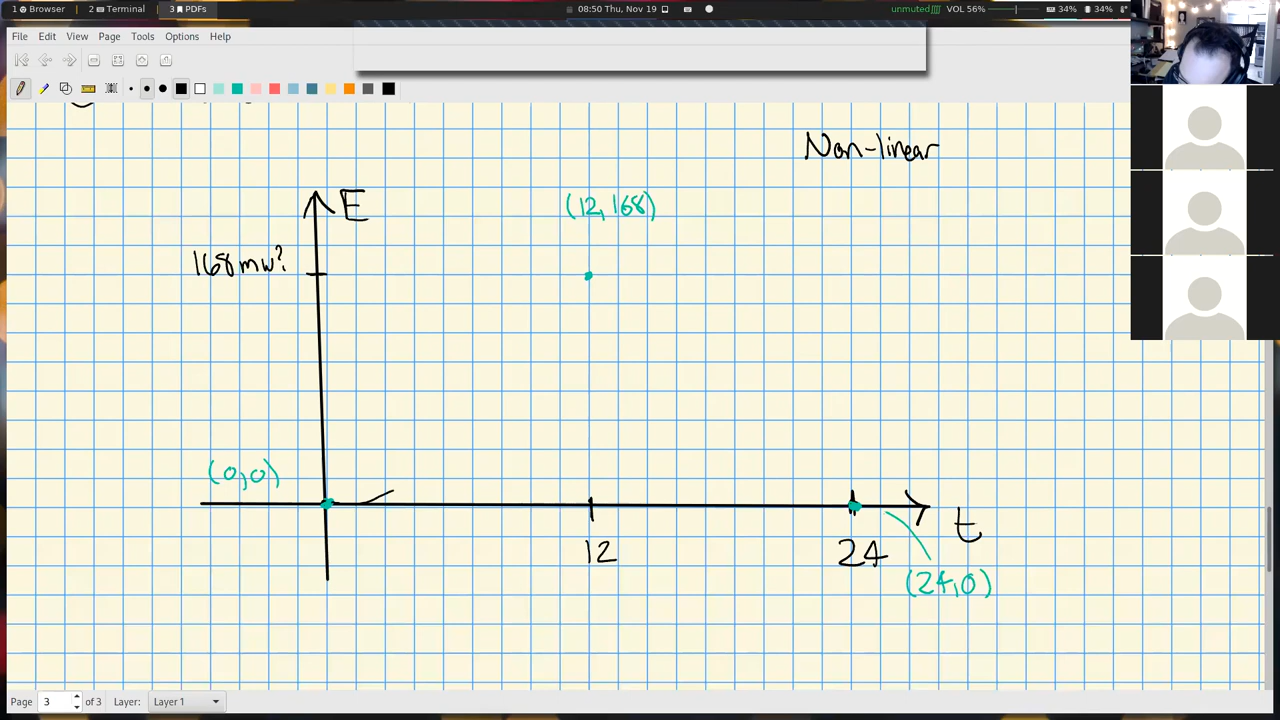 1 Browser 2 Terminal 3 PDFs 08:50 Thu, Nov 19 unmuted VOL 56% 34% 34%
File Edit View Page Tools Options Help
Non-linear
E
(12,168)
168mw?
(0,0)
t
12
24
(24,0)
Page 3 of 3 Layer: Layer 1